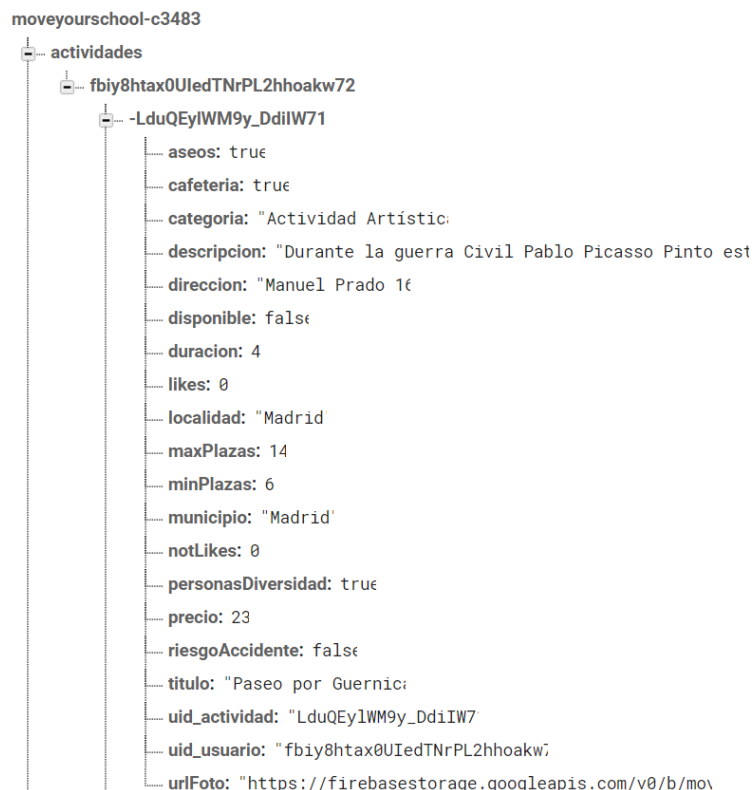 moveyourschool-c3483
actividades
fbiy8htax0UIedTNrPL2hhoakw72
-LduQEylWM9y_DdiIW71
aseos: true
cafeteria: true
categoria: "Actividad Artístic
descripcion: "Durante la guerra Civil Pablo Picasso Pinto est
direccion: "Manuel Prado 16
disponible: false
duracion: 4
likes: 0
localidad: "Madrid
maxPlazas: 14
minPlazas: 6
municipio: "Madrid"
notLikes: 0
personasDiversidad: true
precio: 23
riesgoAccidente: false
titulo: "Paseo por Guernica
uid_actividad: "LduQEylWM9y_DdiIW7
uid_usuario: "fbiy8htax0UIedTNrPL2hhoakw7
urlFoto: "https://firebasestorage.googleapis.com/v0/b/mov